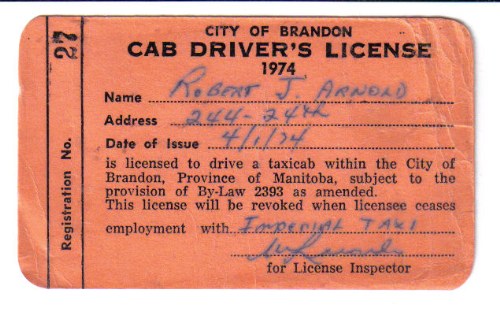 CITY OF BRANDON
CAB DRIVER'S LICENSE
1974
Name ROBERT J. ARNOLD
Address 244-24th
Date of Issue 4/1/74
is licensed to drive a taxicab within the City of
Brandon, Province of Manitoba, subject to the
provision of By-Law 2393 as amended.
This license will be revoked when licensee ceases
employment with IMPERIAL TAXI
for License Inspector
Registration No. 27